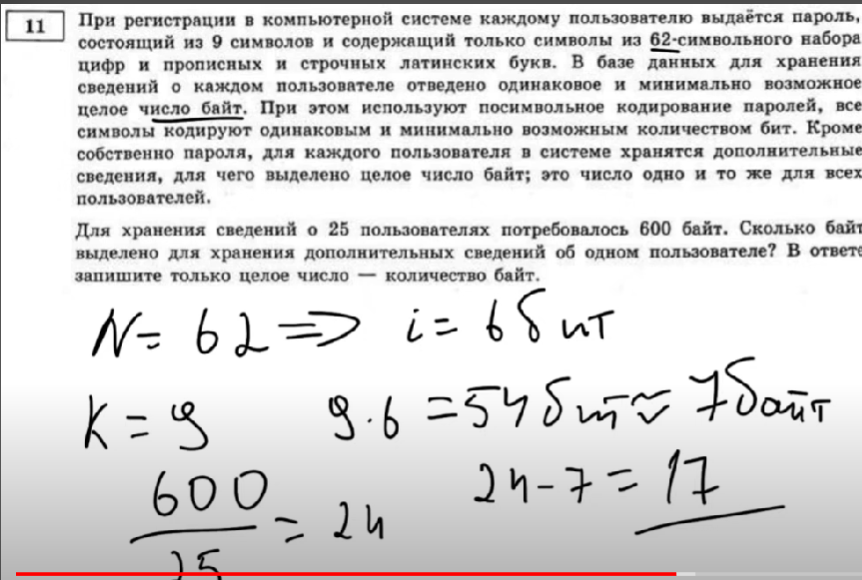 11 При регистрации в компьютерной системе каждому пользователю выдаётся пароль,
состоящий из 9 символов и содержащий только символы из 62-символьного набора
цифр и прописных и строчных латинских букв. В базе данных для хранения
сведений о каждом пользователе отведено одинаковое и минимально возможное
целое число байт. При этом используют посимвольное кодирование паролей, все
символы кодируют одинаковым и минимально возможным количеством бит. Кроме
собственно пароля, для каждого пользователя в системе хранятся дополнительные
сведения, для чего выделено целое число байт; это число одно и то же для всех
пользователей.
Для хранения сведений о 25 пользователях потребовалось 600 байт. Сколько байт
выделено для хранения дополнительных сведений об одном пользователе? В ответе
запишите только целое число — количество байт.
N = 62 => i = 6 бит
K = 9 9·6 = 54 бит ≈ 7 байт
600 / 25 = 24 24 - 7 = 17